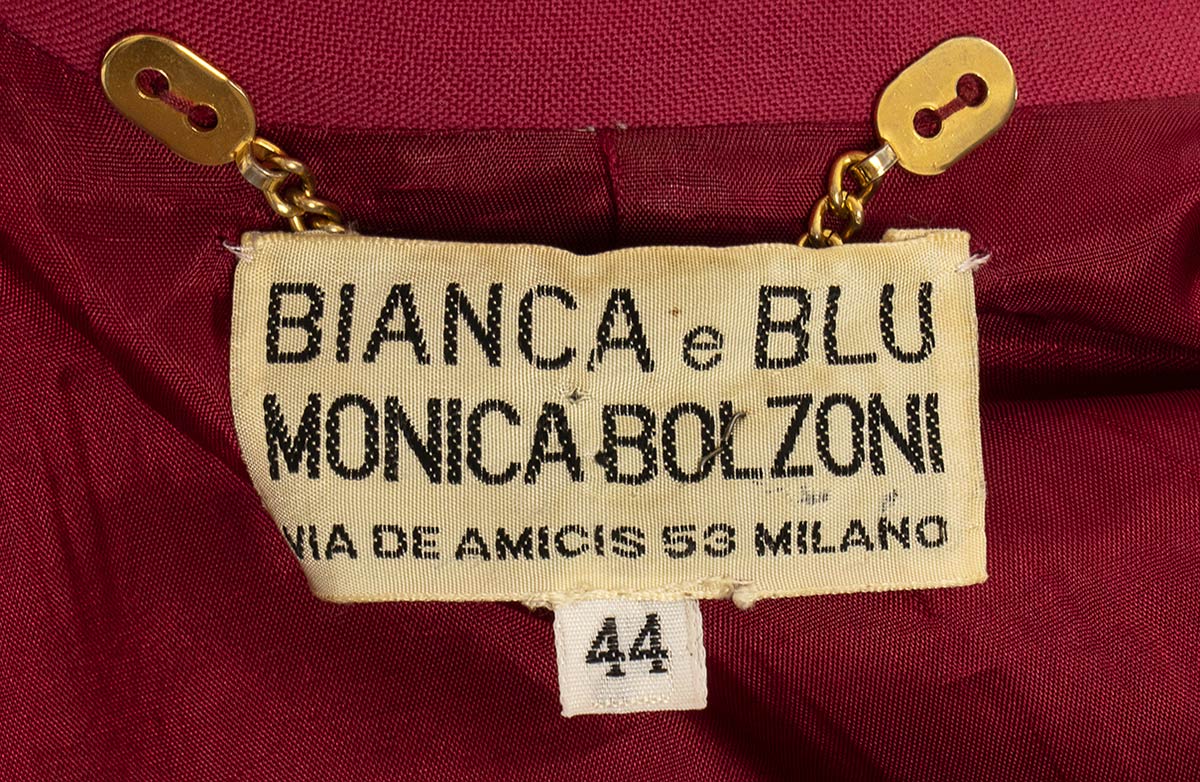 BIANCA e BLU
MONICA BOLZONI
VIA DE AMICIS 53 MILANO
44